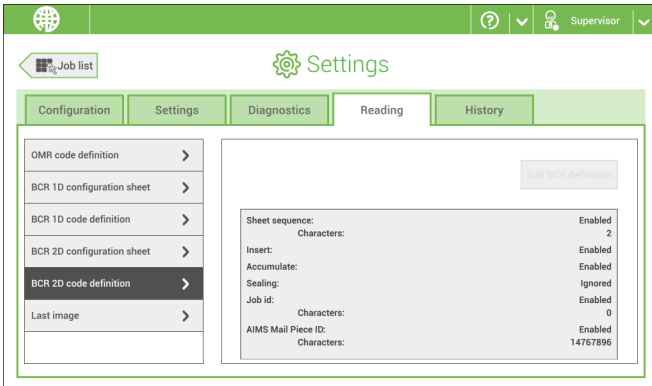 Supervisor
Job list
Settings
Configuration
Settings
Diagnostics
Reading
History
OMR code definition
BCR 1D configuration sheet
BCR 1D code definition
BCR 2D configuration sheet
BCR 2D code definition
Last image
Edit BCR definition
Sheet sequence: Enabled
Characters: 2
Insert: Enabled
Accumulate: Enabled
Sealing: Ignored
Job id: Enabled
Characters: 0
AIMS Mail Piece ID: Enabled
Characters: 14767896